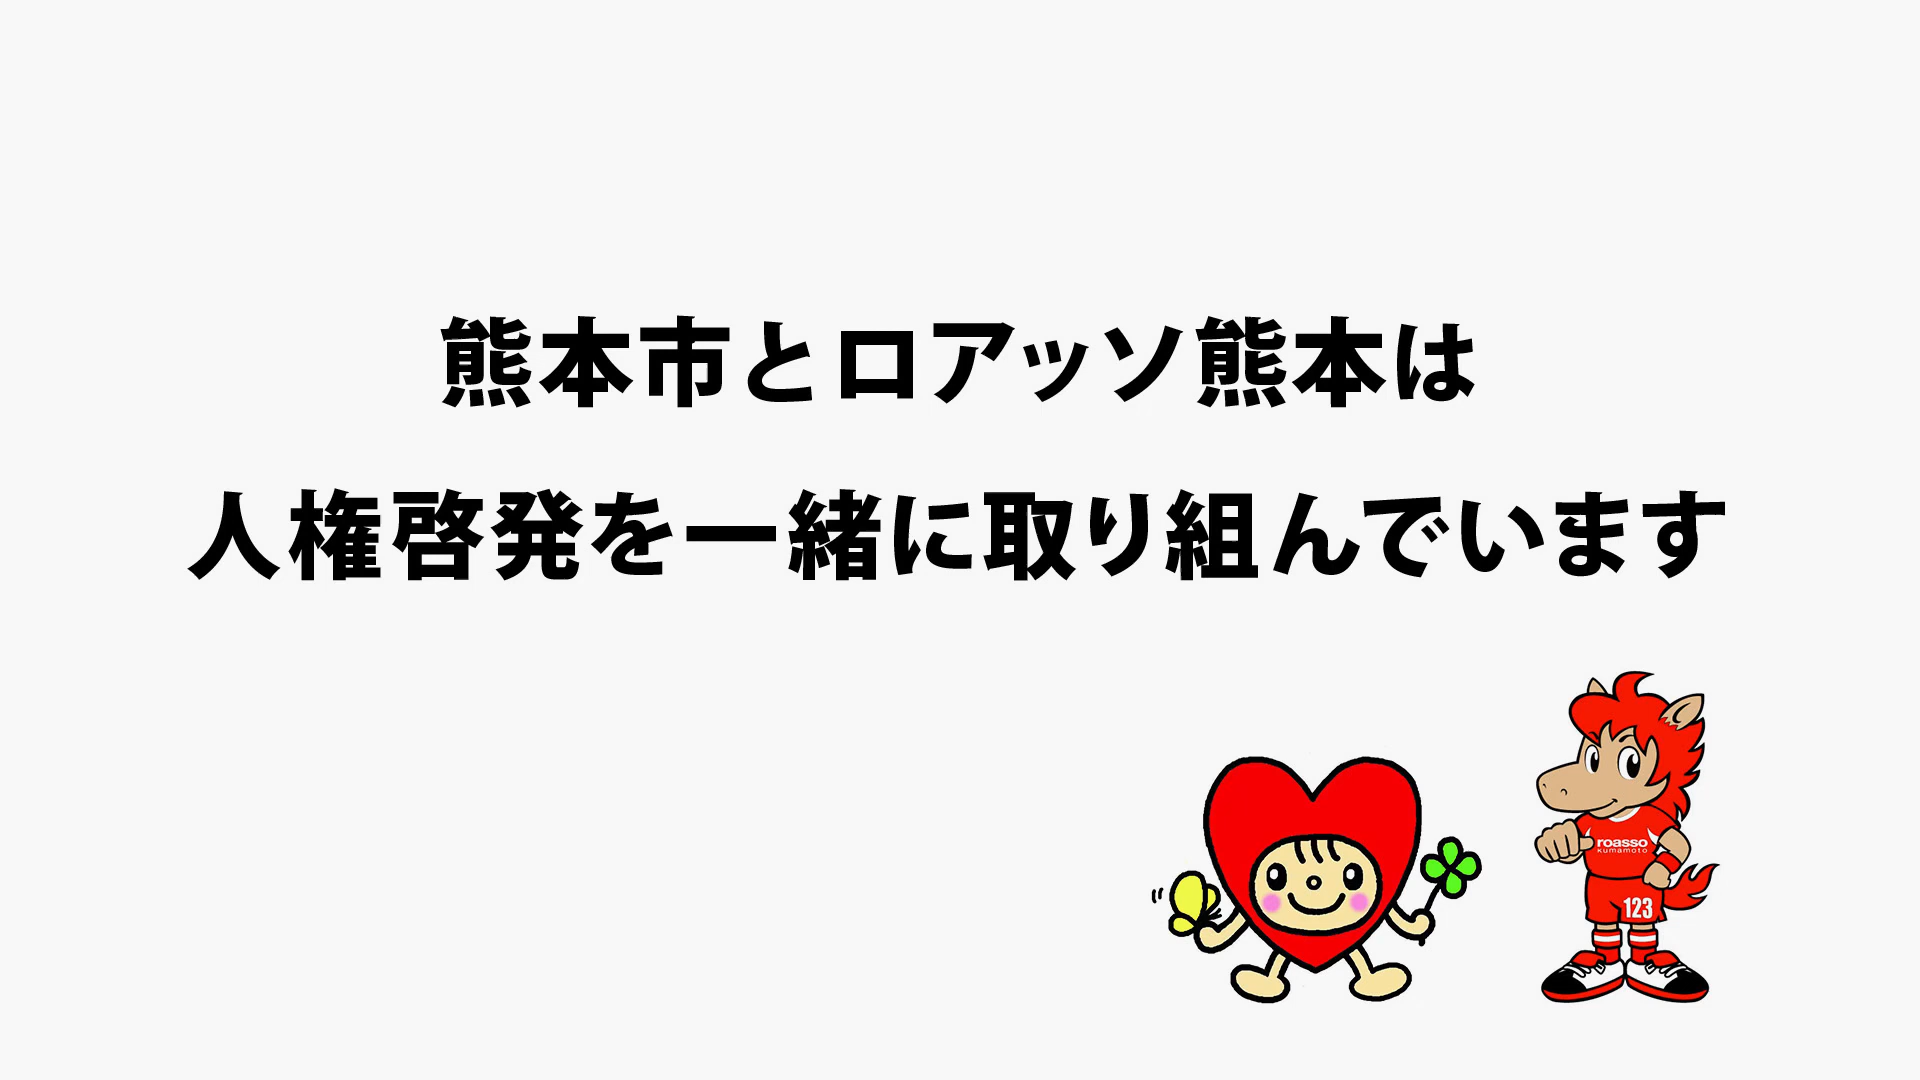 熊本市とロアッソ熊本は
人権啓発を一緒に取り組んでいます
roasso
kumamoto
123